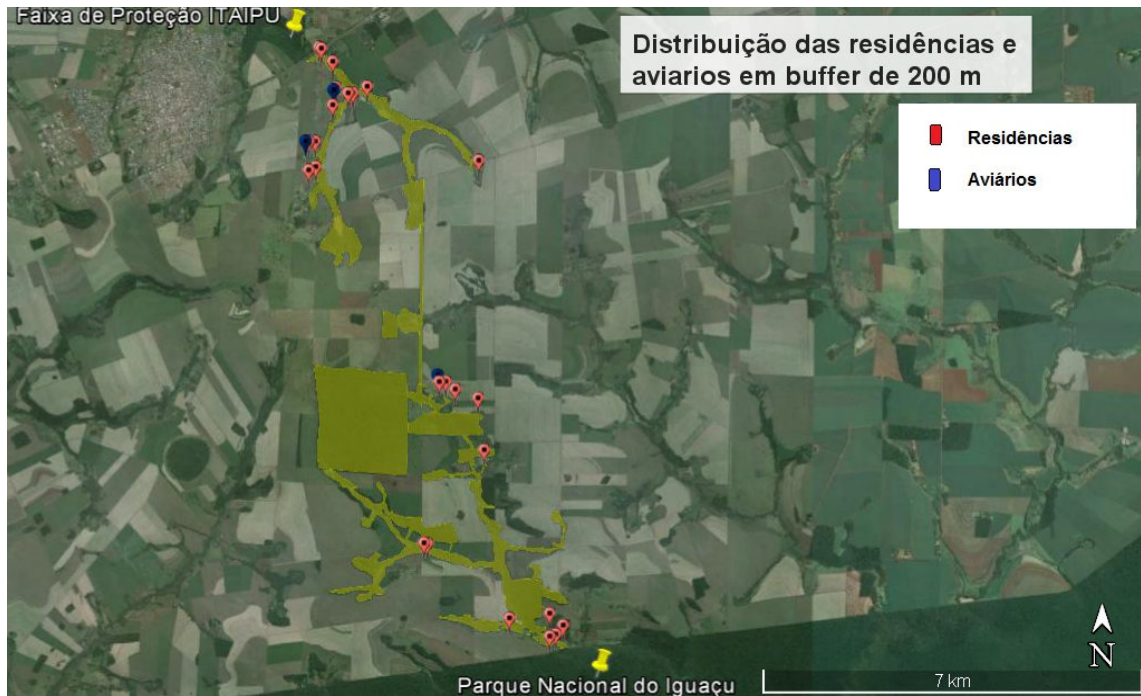 Faixa de Proteção ITAIPU
Distribuição das residências e
aviarios em buffer de 200 m
Residências
Aviários
Parque Nacional do Iguaçu
7 km
N